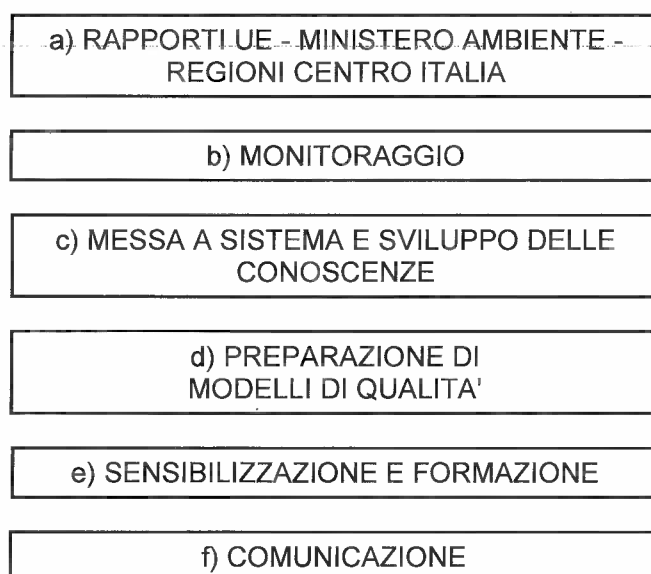 a) RAPPORTI UE - MINISTERO AMBIENTE -
REGIONI CENTRO ITALIA
b) MONITORAGGIO
c) MESSA A SISTEMA E SVILUPPO DELLE
CONOSCENZE
d) PREPARAZIONE DI
MODELLI DI QUALITA'
e) SENSIBILIZZAZIONE E FORMAZIONE
f) COMUNICAZIONE